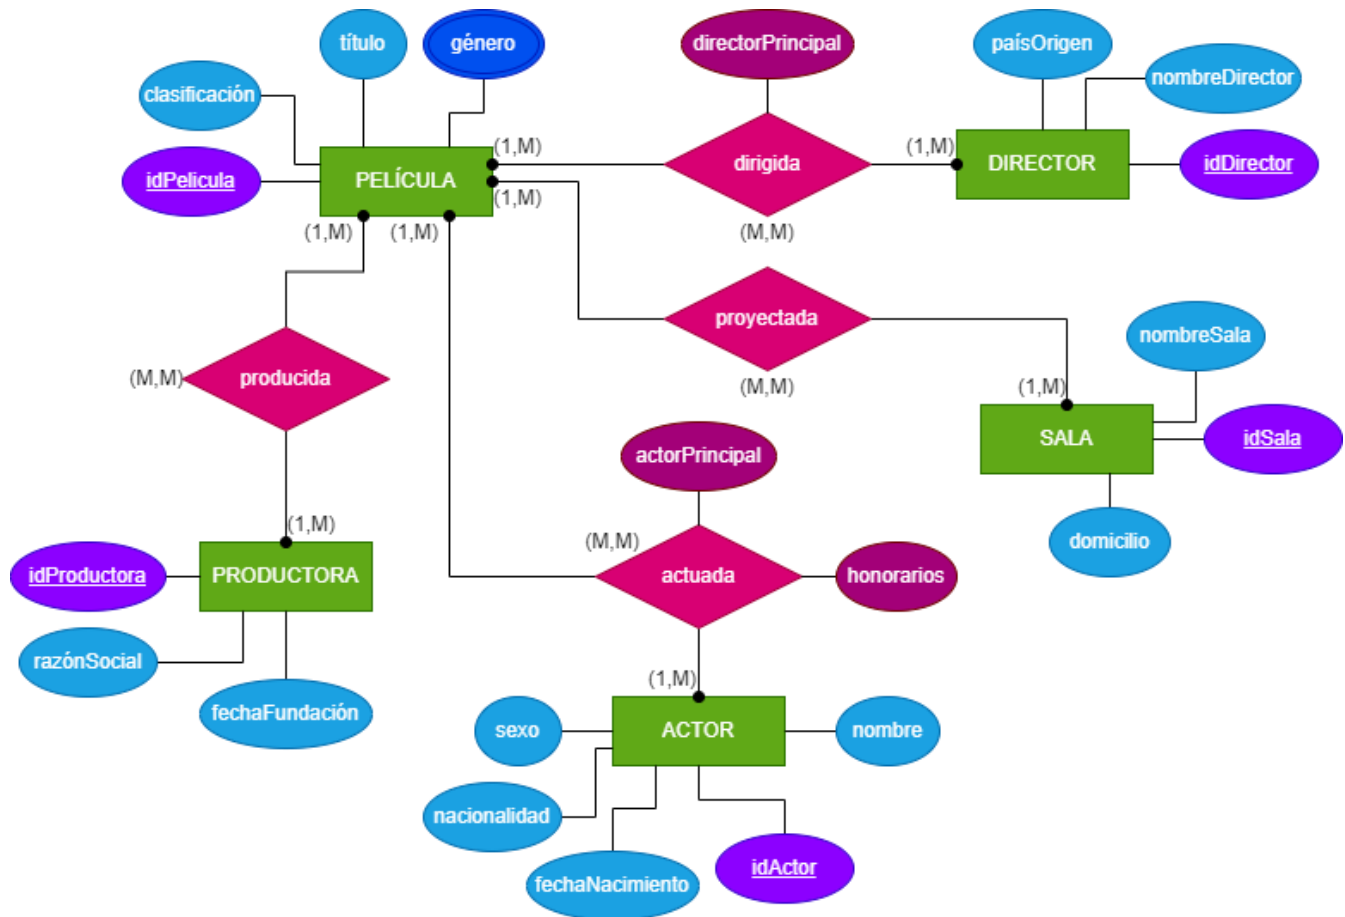 título
género
directorPrincipal
paísOrigen
nombreDirector
clasificación
(1,M)
(1,M)
idPelicula
PELÍCULA
dirigida
DIRECTOR
idDirector
(1,M)
(1,M)
(1,M)
(M,M)
proyectada
nombreSala
(M,M)
producida
(M,M)
(1,M)
SALA
idSala
actorPrincipal
domicilio
(1,M)
(M,M)
idProductora
PRODUCTORA
actuada
honorarios
razónSocial
fechaFundación
(1,M)
sexo
ACTOR
nombre
nacionalidad
fechaNacimiento
idActor